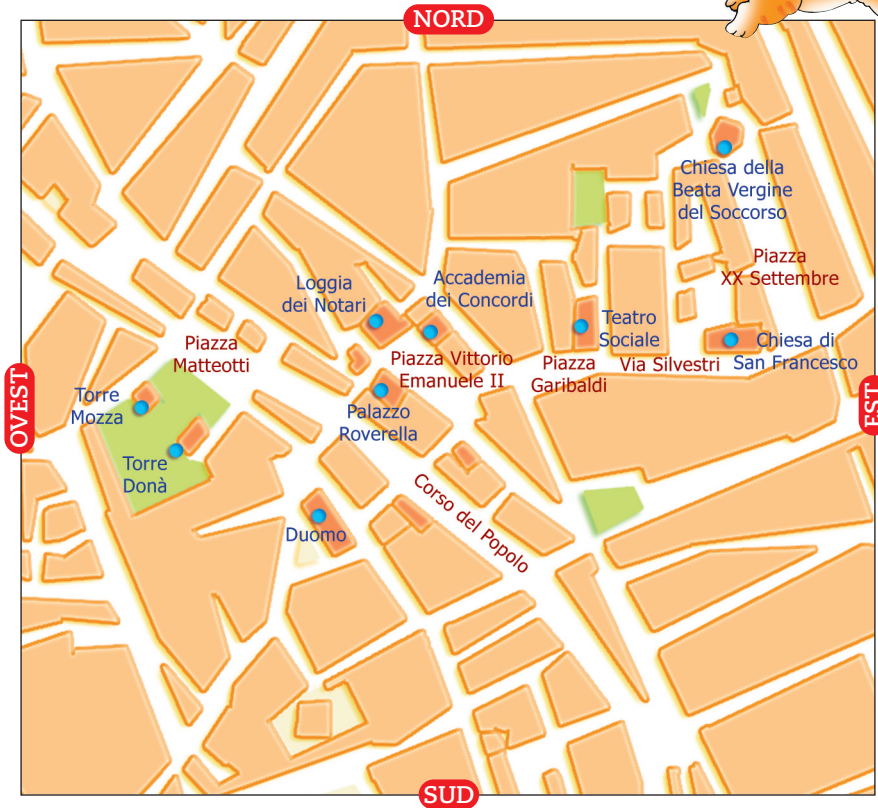 NORD
Chiesa della
Beata Vergine
del Soccorso
Piazza
XX Settembre
Loggia
dei Notari
Accademia
dei Concordi
Teatro
Sociale
Piazza
Matteotti
Piazza Vittorio
Emanuele II
Piazza
Garibaldi
Via Silvestri
Chiesa di
San Francesco
OVEST
EST
Torre
Mozza
Palazzo
Roverella
Torre
Donà
Corso del Popolo
Duomo
SUD